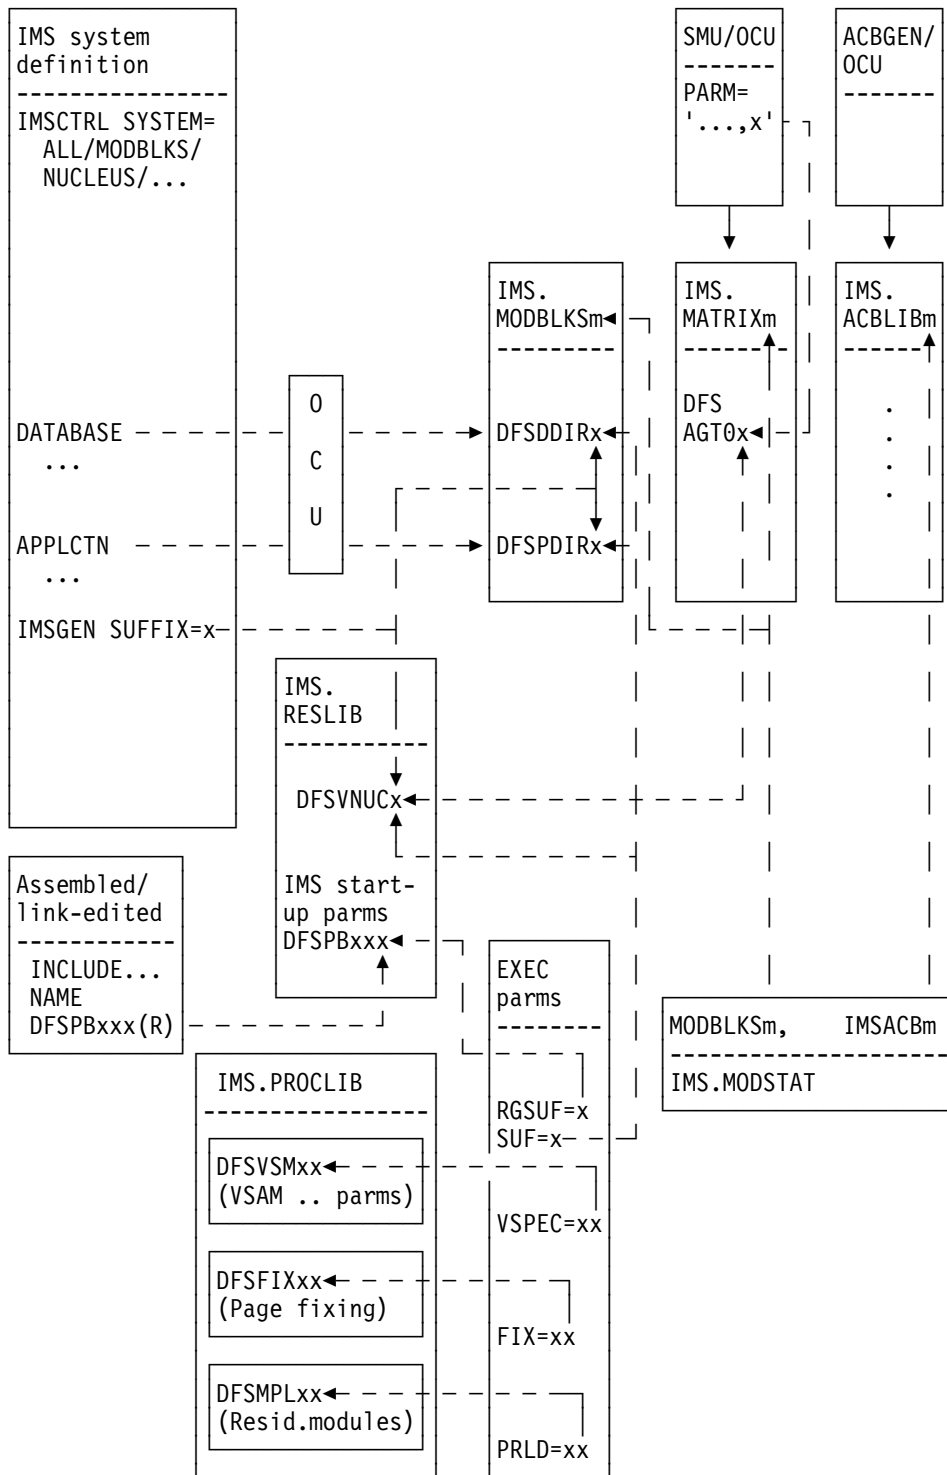 IMS system
definition
----------------
IMSCTRL SYSTEM=
ALL/MODBLKS/
NUCLEUS/...
DATABASE
...
APPLCTN
...
IMSGEN SUFFIX=x
O
C
U
SMU/OCU
-------
PARM=
'...,x'
ACBGEN/
OCU
-------
IMS.
MODBLKSm
---------
DFSDDIRx
DFSPDIRx
IMS.
MATRIXm
--------
DFS
AGT0x
IMS.
ACBLIBm
-------
.
.
.
.
IMS.
RESLIB
-----------
DFSVNUCx
IMS start-
up parms
DFSPBxxx
Assembled/
link-edited
------------
INCLUDE...
NAME
DFSPBxxx(R)
EXEC
parms
--------
RGSUF=x
SUF=x
VSPEC=xx
FIX=xx
PRLD=xx
MODBLKSm, IMSACBm
---------------------
IMS.MODSTAT
IMS.PROCLIB
-----------------
DFSVSMxx
(VSAM .. parms)
DFSFIXxx
(Page fixing)
DFSMPLxx
(Resid.modules)